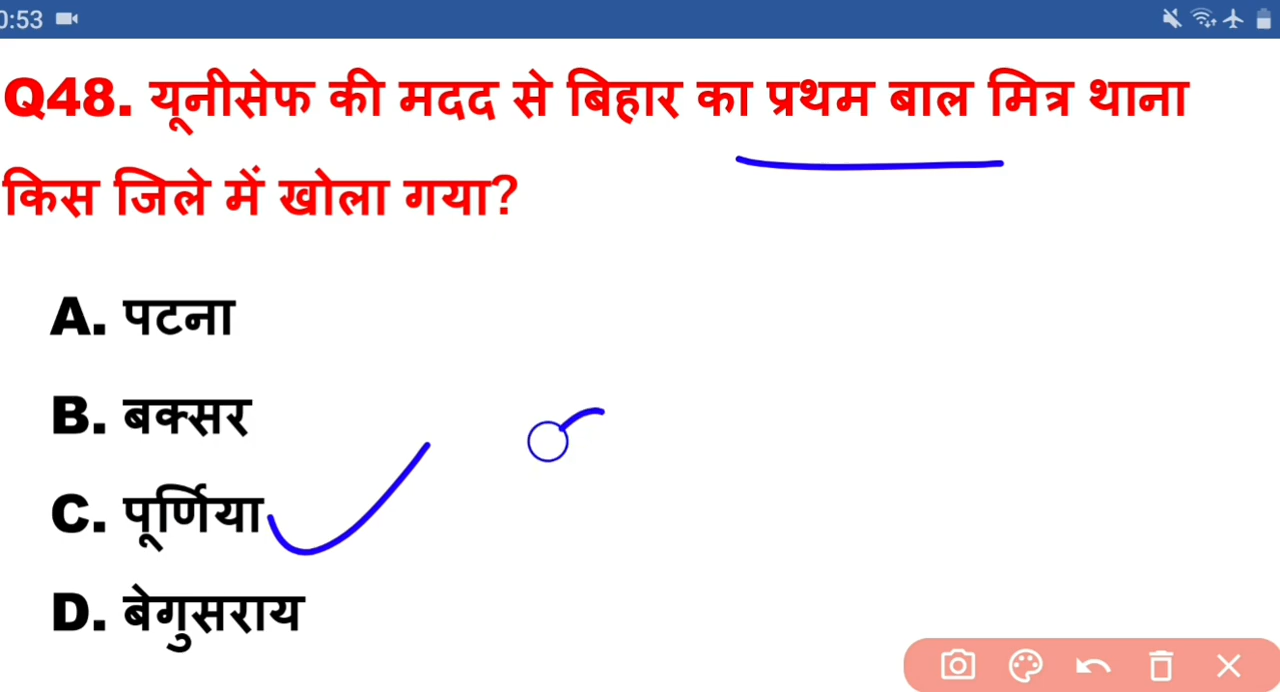 0:53
Q48. यूनीसेफ की मदद से बिहार का प्रथम बाल मित्र थाना
किस जिले में खोला गया?
A. पटना
B. बक्सर
C. पूर्णिया
D. बेगुसराय